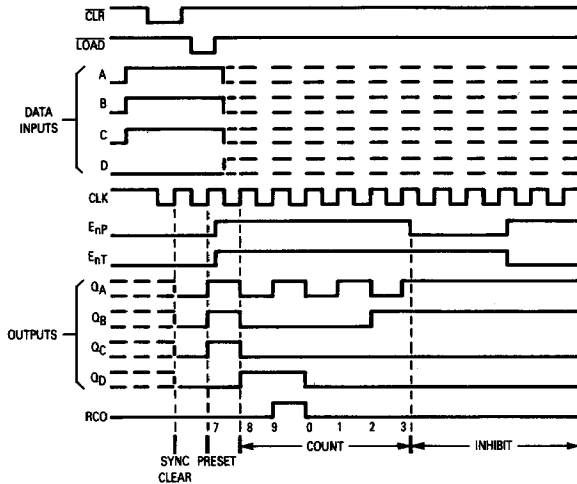 CLR
LOAD
A
B
DATA
INPUTS
C
D
CLK
EnP
EnT
QA
QB
OUTPUTS
QC
QD
RCO
7 8 9 0 1 2 3
SYNC PRESET COUNT INHIBIT
CLEAR